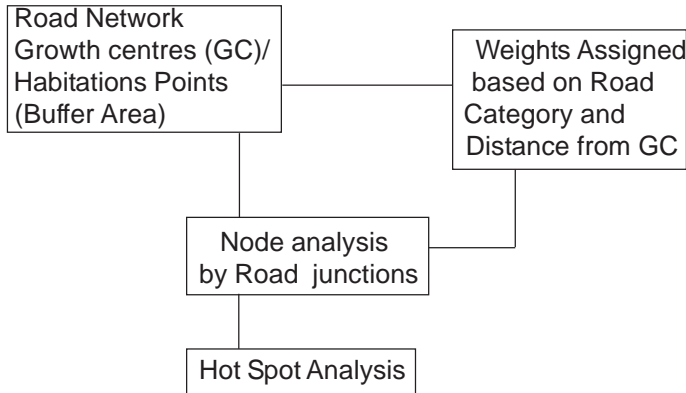 Road Network
Growth centres (GC)/
Habitations Points
(Buffer Area)
Weights Assigned
based on Road
Category and
Distance from GC
Node analysis
by Road junctions
Hot Spot Analysis